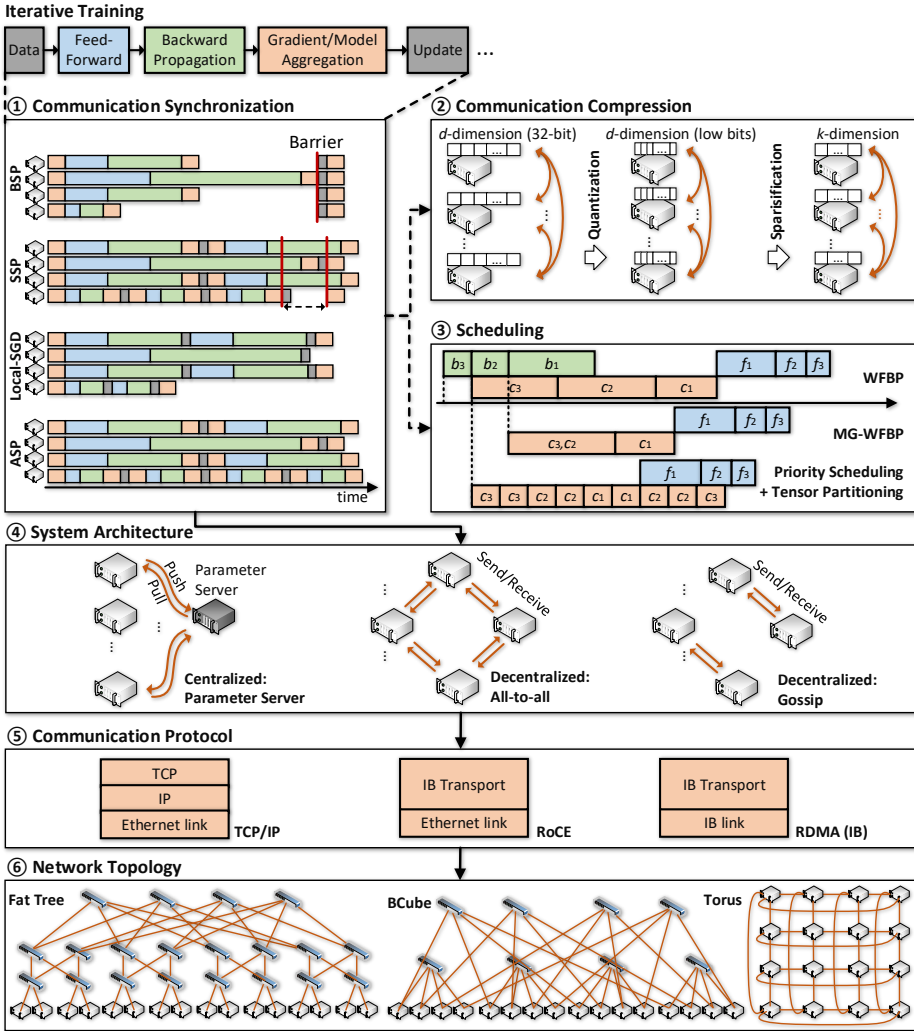 Iterative Training
Data
Feed-
Forward
Backward
Propagation
Gradient/Model
Aggregation
Update
...
① Communication Synchronization
Barrier
BSP
SSP
Local-SGD
ASP
time
② Communication Compression
d-dimension (32-bit)
d-dimension (low bits)
k-dimension
...
...
...
...
...
...
...
...
...
Quantization
Sparisification
③ Scheduling
b3 b2 b1 f1 f2 f3
c3 c2 c1
WFBP
f1 f2 f3
c3,c2 c1
MG-WFBP
f1 f2 f3
c3 c3 c2 c2 c1 c1 c2 c2 c3
Priority Scheduling
+ Tensor Partitioning
④ System Architecture
Push
Pull
Parameter
Server
Centralized:
Parameter Server
Send/Receive
Decentralized:
All-to-all
Send/Receive
Decentralized:
Gossip
⑤ Communication Protocol
TCP
IP
Ethernet link
TCP/IP
IB Transport
Ethernet link
RoCE
IB Transport
IB link
RDMA (IB)
⑥ Network Topology
Fat Tree
BCube
Torus